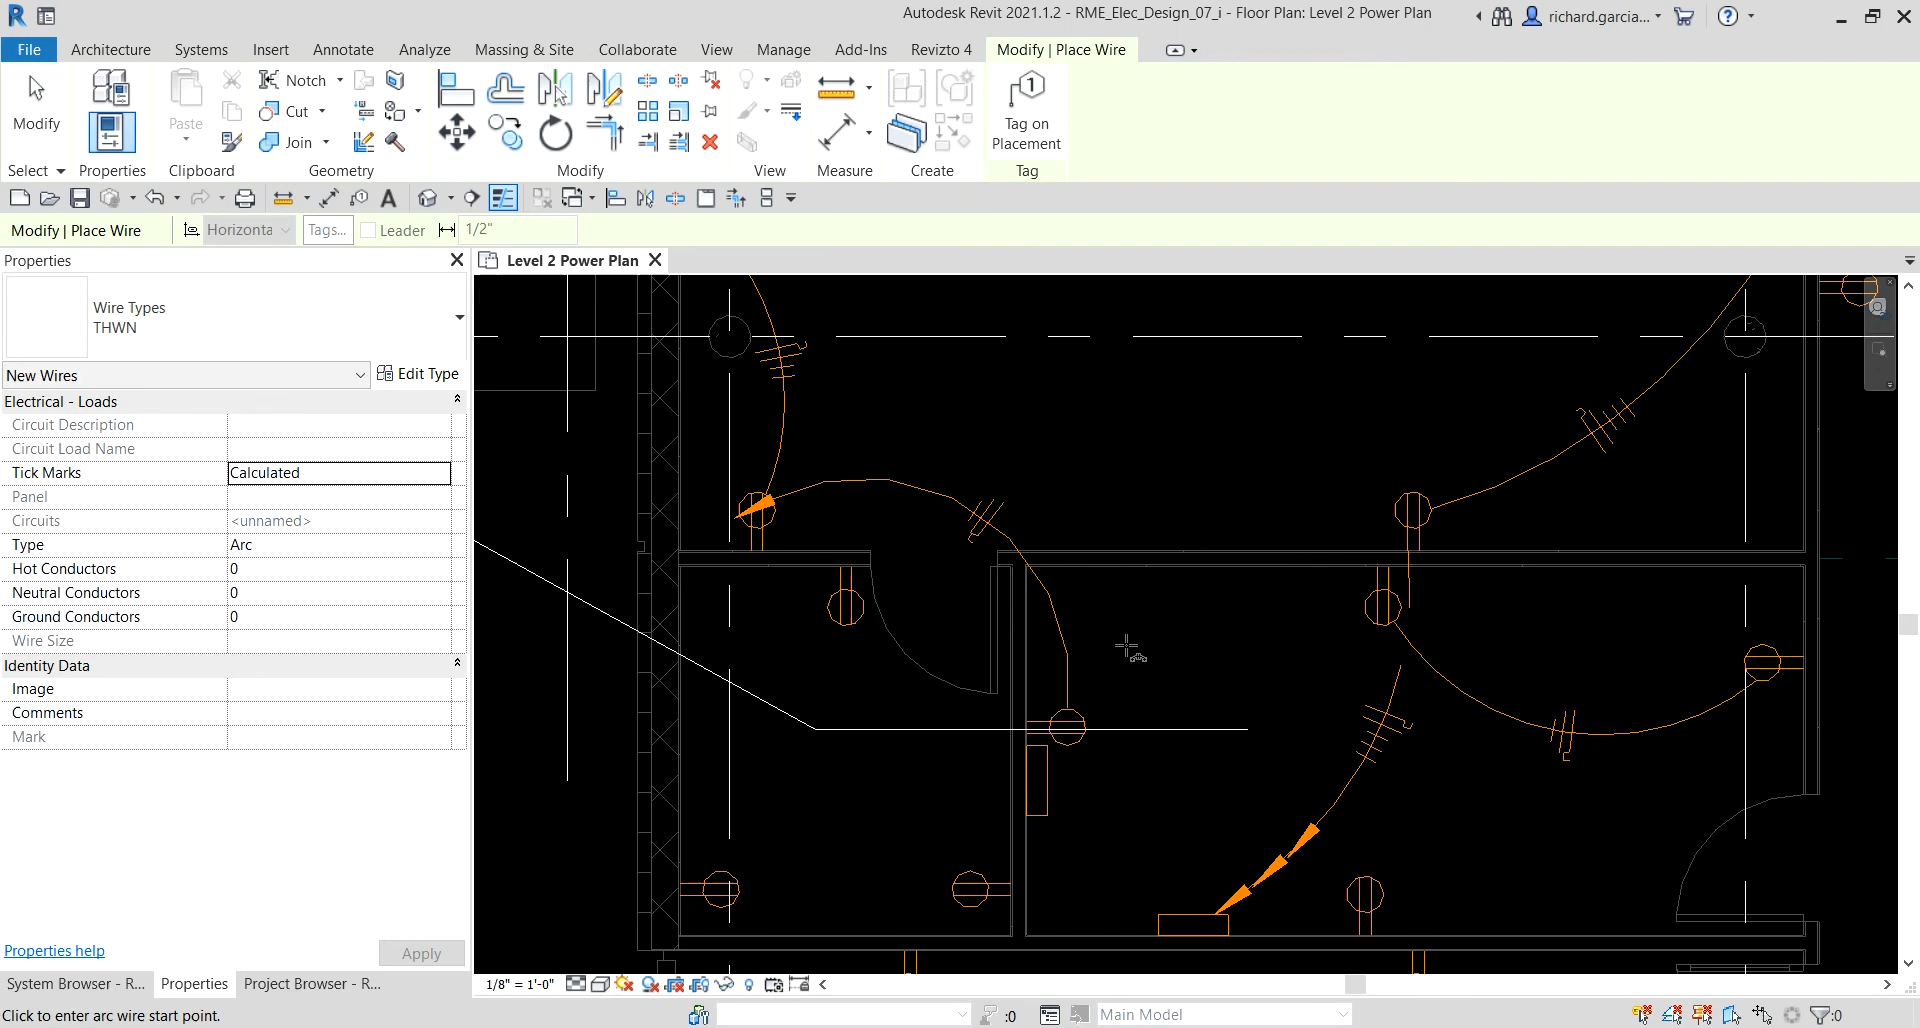 Autodesk Revit 2021.1.2 - RME_Elec_Design_07_i - Floor Plan: Level 2 Power Plan
richard.garcia...
File Architecture Systems Insert Annotate Analyze Massing & Site Collaborate View Manage Add-Ins Revizto 4 Modify | Place Wire
Modify
Paste
Notch
Cut
Join
1
Tag on
Placement
Select Properties Clipboard Geometry Modify View Measure Create Tag
Modify | Place Wire Horizonta Tags... Leader 1/2"
Properties
Level 2 Power Plan
Wire Types
THWN
New Wires Edit Type
Electrical - Loads
Circuit Description
Circuit Load Name
Tick Marks Calculated
Panel
Circuits <unnamed>
Type Arc
Hot Conductors 0
Neutral Conductors 0
Ground Conductors 0
Wire Size
Identity Data
Image
Comments
Mark
Properties help Apply
System Browser - R... Properties Project Browser - R...
1/8" = 1'-0"
Click to enter arc wire start point.
:0
Main Model
:0